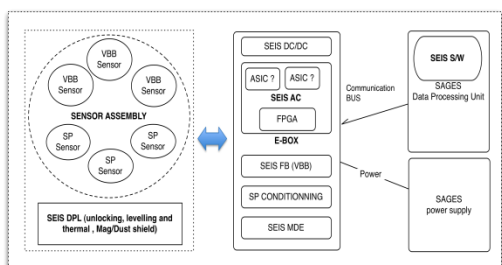 VBB
Sensor
VBB
Sensor
VBB
Sensor
SENSOR ASSEMBLY
SP
Sensor
SP
Sensor
SP
Sensor
SEIS DPL (unlocking, levelling and
thermal , Mag/Dust shield)
SEIS DC/DC
ASIC ?
ASIC ?
SEIS AC
FPGA
E-BOX
SEIS FB (VBB)
SP CONDITIONNING
SEIS MDE
Communication
BUS
Power
SEIS S/W
SAGES
Data Processing Unit
SAGES
power supply